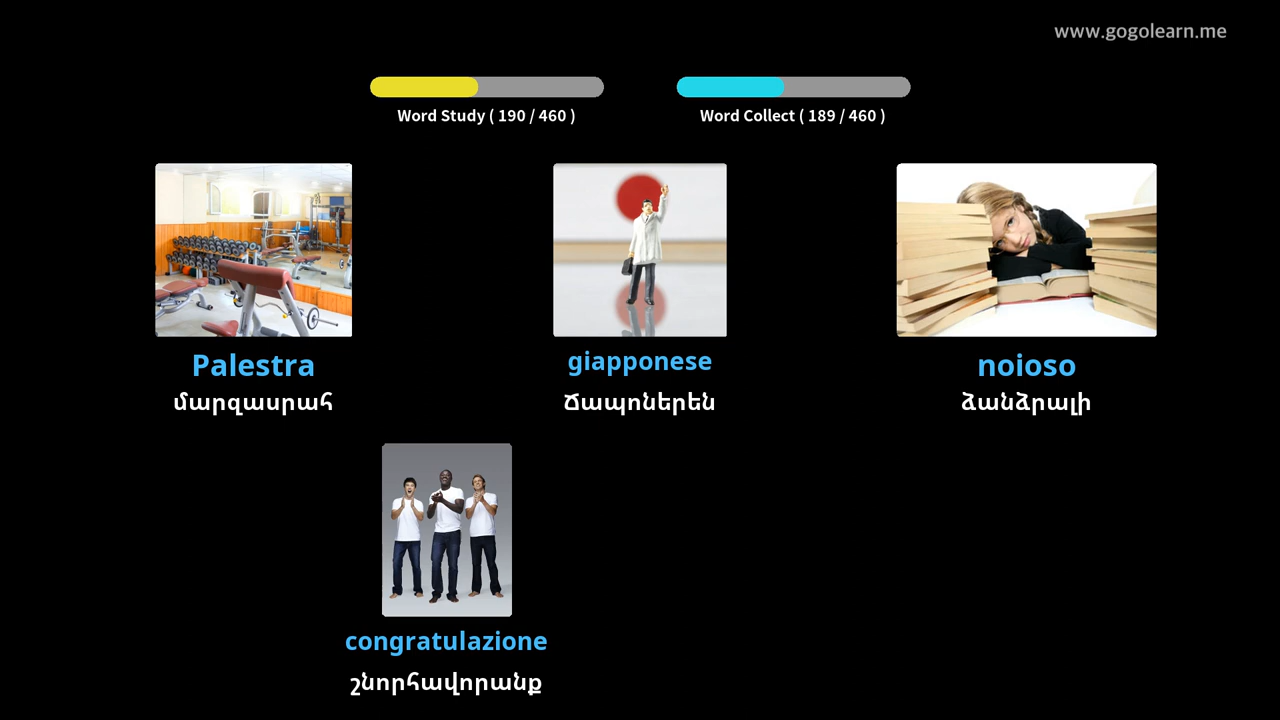 www.gogolearn.me
Word Study ( 190 / 460 )
Word Collect ( 189 / 460 )
Palestra
մարզասրահ
giapponese
Ճապոներեն
noioso
ձանձրալի
congratulazione
շնորհավորանք